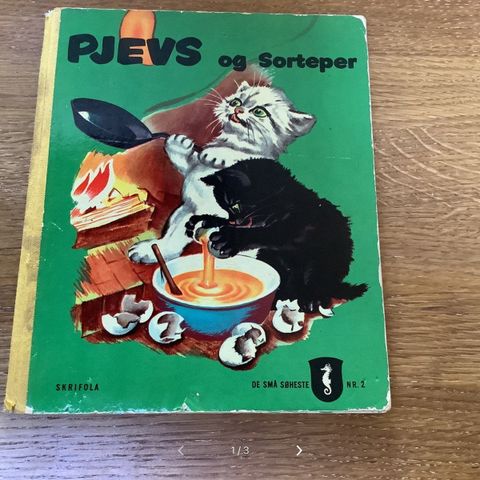 PJEVS og Sorteper
SKRIFOLA
DE SMÅ SØHESTE NR. 2
1/3